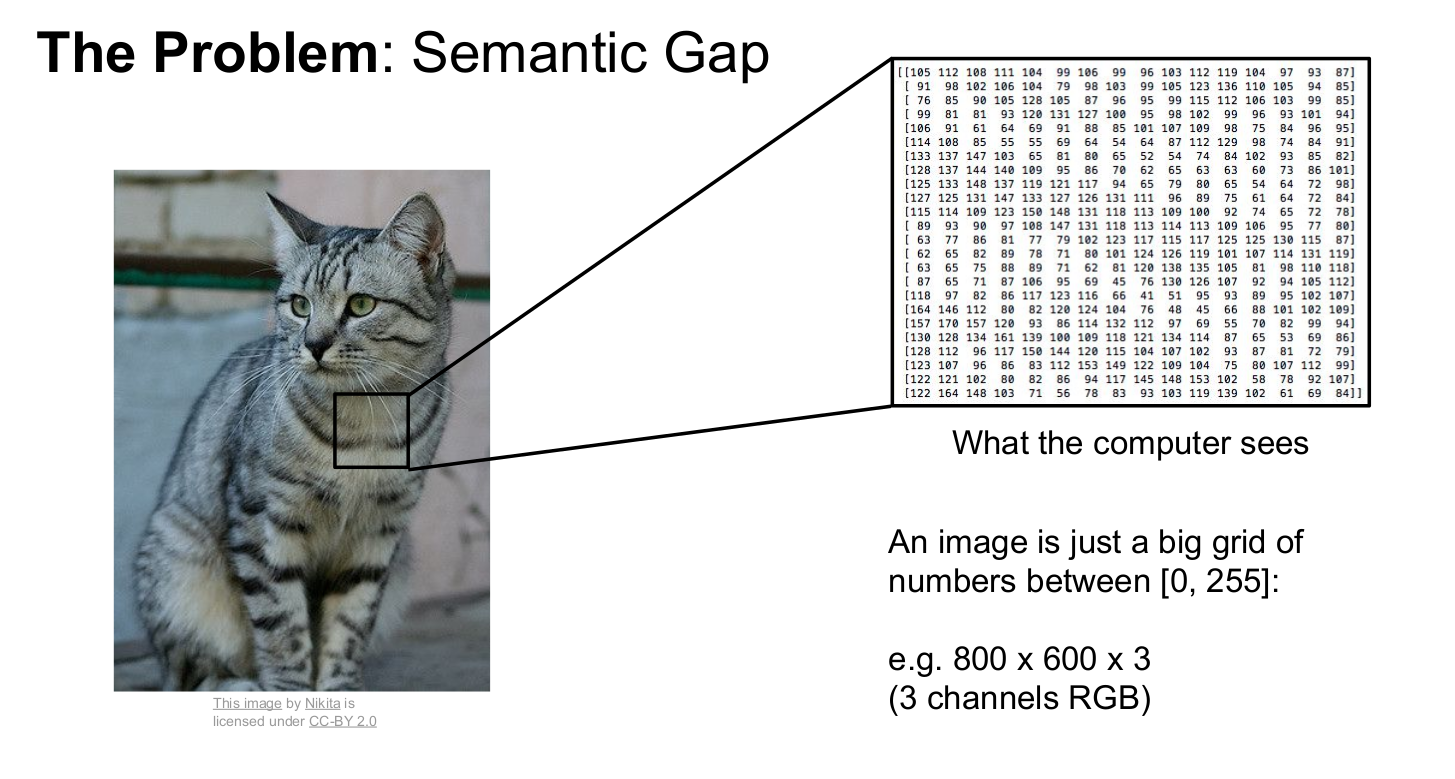 The Problem: Semantic Gap
[[105 112 108 111 104 99 106 99 96 103 112 119 104 97 93 87]
[ 91 98 102 106 104 79 98 103 99 105 123 136 110 105 94 85]
[ 76 85 90 105 128 105 87 96 95 99 115 112 106 103 99 85]
[ 99 81 81 93 120 131 127 100 95 98 102 99 96 93 101 94]
[106 91 61 64 69 91 88 85 101 107 109 98 75 84 96 95]
[114 108 85 55 55 69 64 54 64 87 112 129 98 74 84 91]
[133 137 147 103 65 81 80 65 52 54 74 84 102 93 85 82]
[128 137 144 140 109 95 86 70 62 65 63 63 60 73 86 101]
[125 133 148 137 119 121 117 94 65 79 80 65 54 64 72 98]
[127 125 131 147 133 127 126 131 111 96 89 75 61 64 72 84]
[115 114 109 123 150 148 131 118 113 109 100 92 74 65 72 78]
[ 89 93 90 97 108 147 131 118 113 114 113 109 106 95 77 80]
[ 63 77 86 81 77 79 102 123 117 115 117 125 125 130 115 87]
[ 62 65 82 89 78 71 80 101 124 126 119 101 107 114 131 119]
[ 63 65 75 88 89 71 62 81 120 138 135 105 81 98 110 118]
[ 87 65 71 87 106 95 69 45 76 130 126 107 92 94 105 112]
[118 97 82 86 117 123 116 66 41 51 95 93 89 95 102 107]
[164 146 112 80 82 120 124 104 76 48 45 66 88 101 102 109]
[157 170 157 120 93 86 114 132 112 97 69 55 70 82 99 94]
[130 128 134 161 139 100 109 118 121 134 114 87 65 53 69 86]
[128 112 96 117 150 144 120 115 104 107 102 93 87 81 72 79]
[123 107 96 86 83 112 153 149 122 109 104 75 80 107 112 99]
[122 121 102 80 82 86 94 117 145 148 153 102 58 78 92 107]
[122 164 148 103 71 56 78 83 93 103 119 139 102 61 69 84]]
What the computer sees
An image is just a big grid of
numbers between [0, 255]:
e.g. 800 x 600 x 3
(3 channels RGB)
This image by Nikita is
licensed under CC-BY 2.0